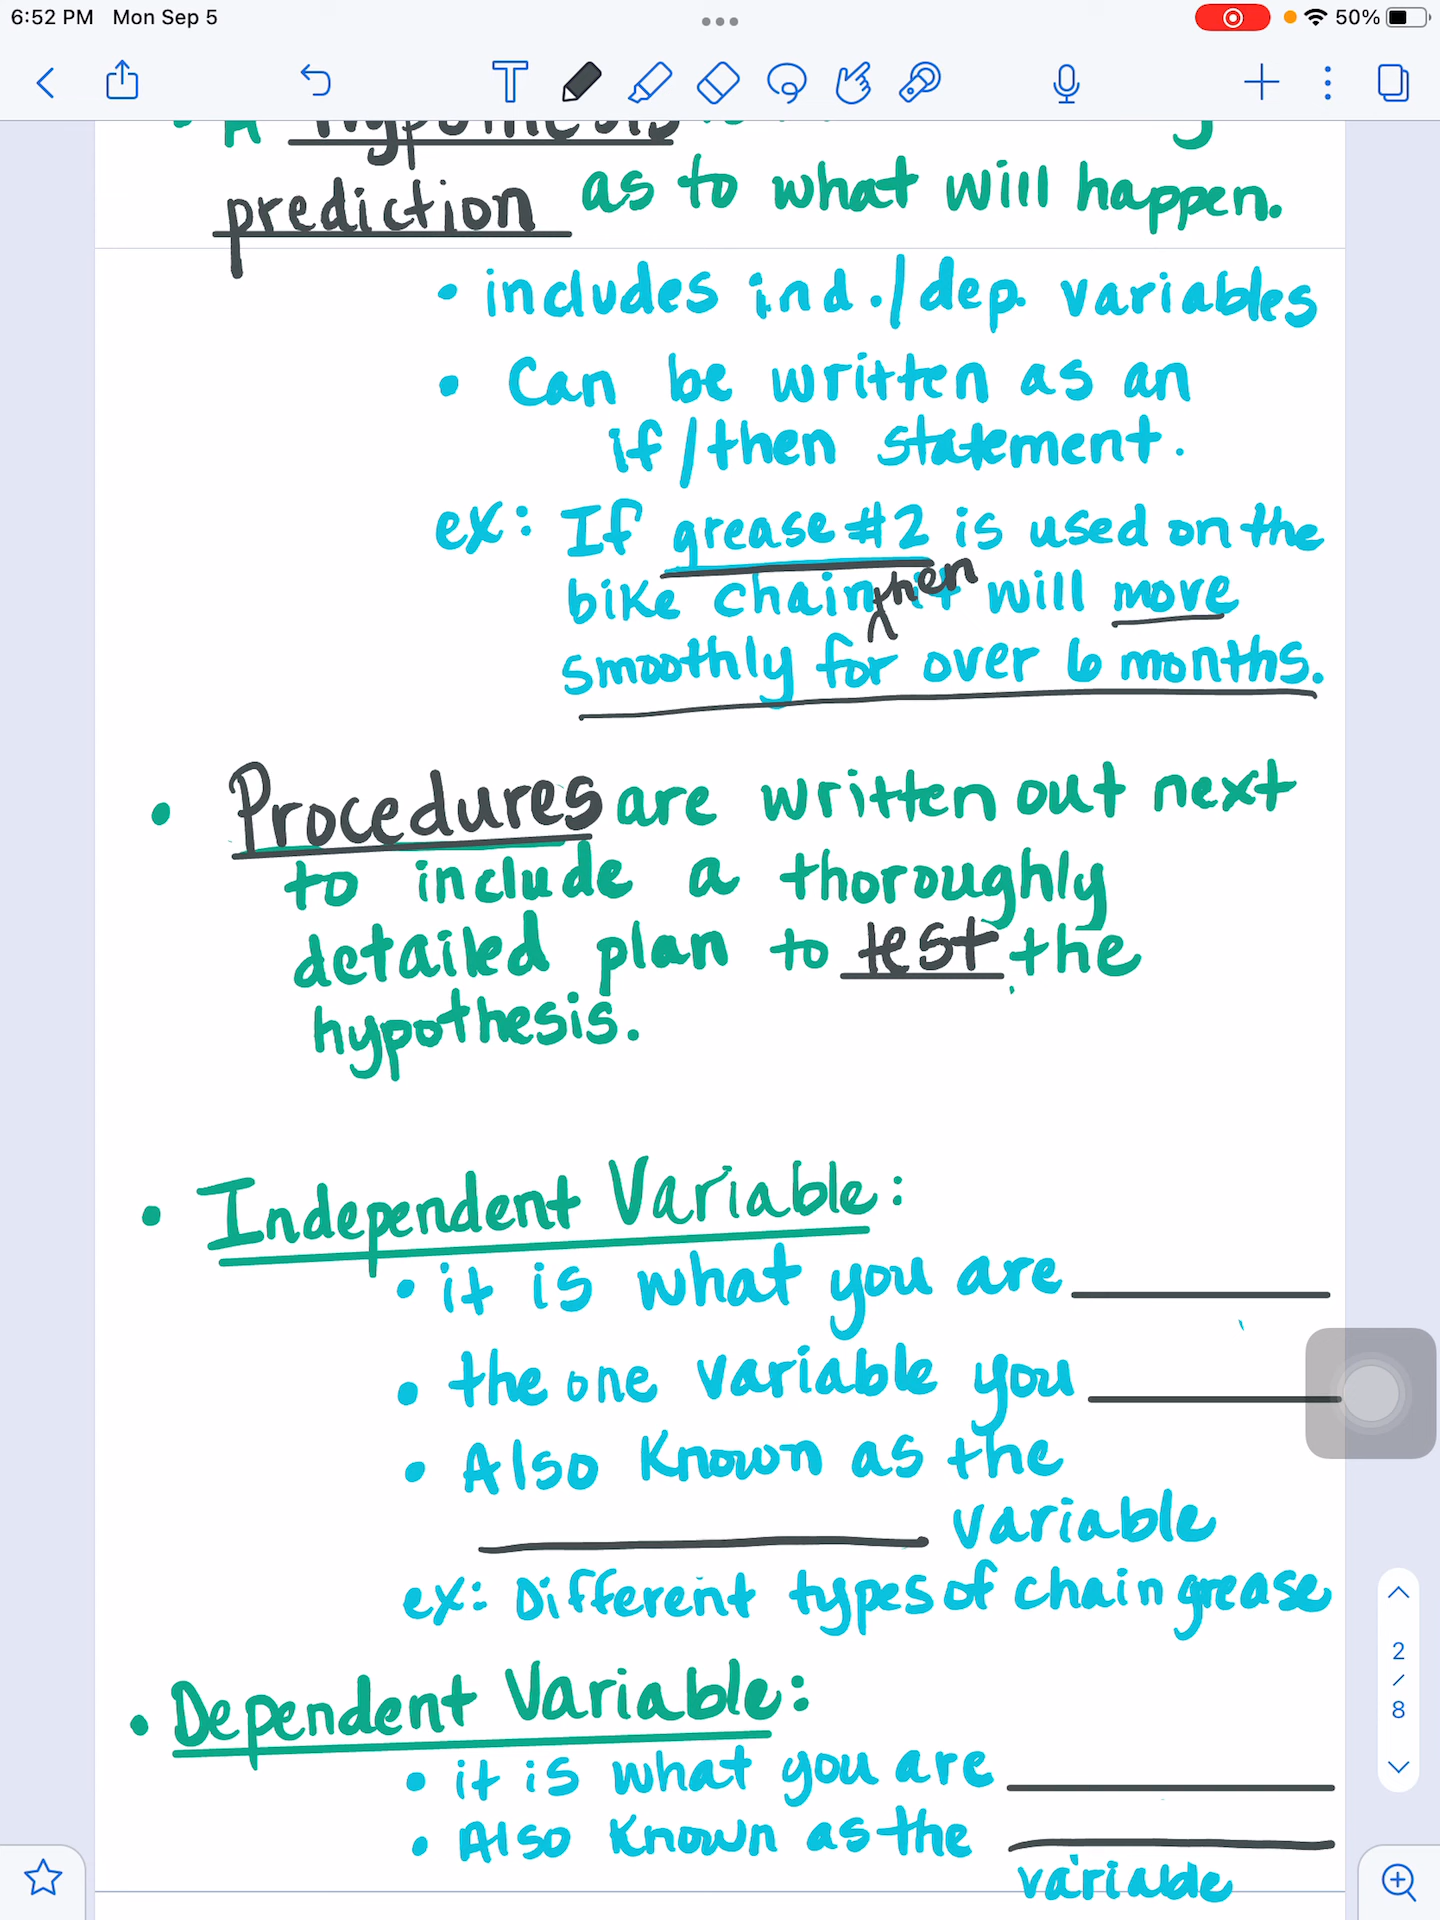 6:52 PM Mon Sep 5
50%
• A hypothesis
prediction as to what will happen.
• includes ind./dep. variables
• Can be written as an
if/then statement.
ex: If grease #2 is used on the
bike chain then it will move
smoothly for over 6 months.
• Procedures are written out next
to include a thoroughly
detailed plan to test the
hypothesis.
• Independent Variable:
• it is what you are
• the one variable you
• Also Known as the
variable
ex: Different types of chain grease
• Dependent Variable:
• it is what you are
• Also Known as the
variable
2
/
8